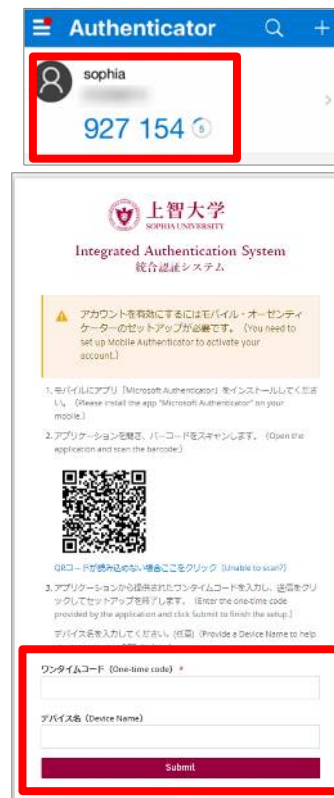 Authenticator
sophia
927 154 5
上智大学
SOPHIA UNIVERSITY
Integrated Authentication System
統合認証システム
アカウントを有効にするにはモバイル・オーセンティ
ケーターのセットアップが必要です。 (You need to
set up Mobile Authenticator to activate your
account.)
1. モバイルにアプリ「Microsoft Authenticator」をインストールしてくださ
い。 (Please install the app "Microsoft Authenticator" on your
mobile.)
2. アプリケーションを開き、バーコードをスキャンします。 (Open the
application and scan the barcode:)
QRコードが読み込めない場合ここをクリック (Unable to scan?)
3. アプリケーションから提供されたワンタイムコードを入力し、送信をクリ
ックしてセットアップを終了します。 (Enter the one-time code
provided by the application and click Submit to finish the setup.)
デバイス名を入力してください。(任意) (Provide a Device Name to help
ワンタイムコード (One-time code) *
デバイス名 (Device Name)
Submit